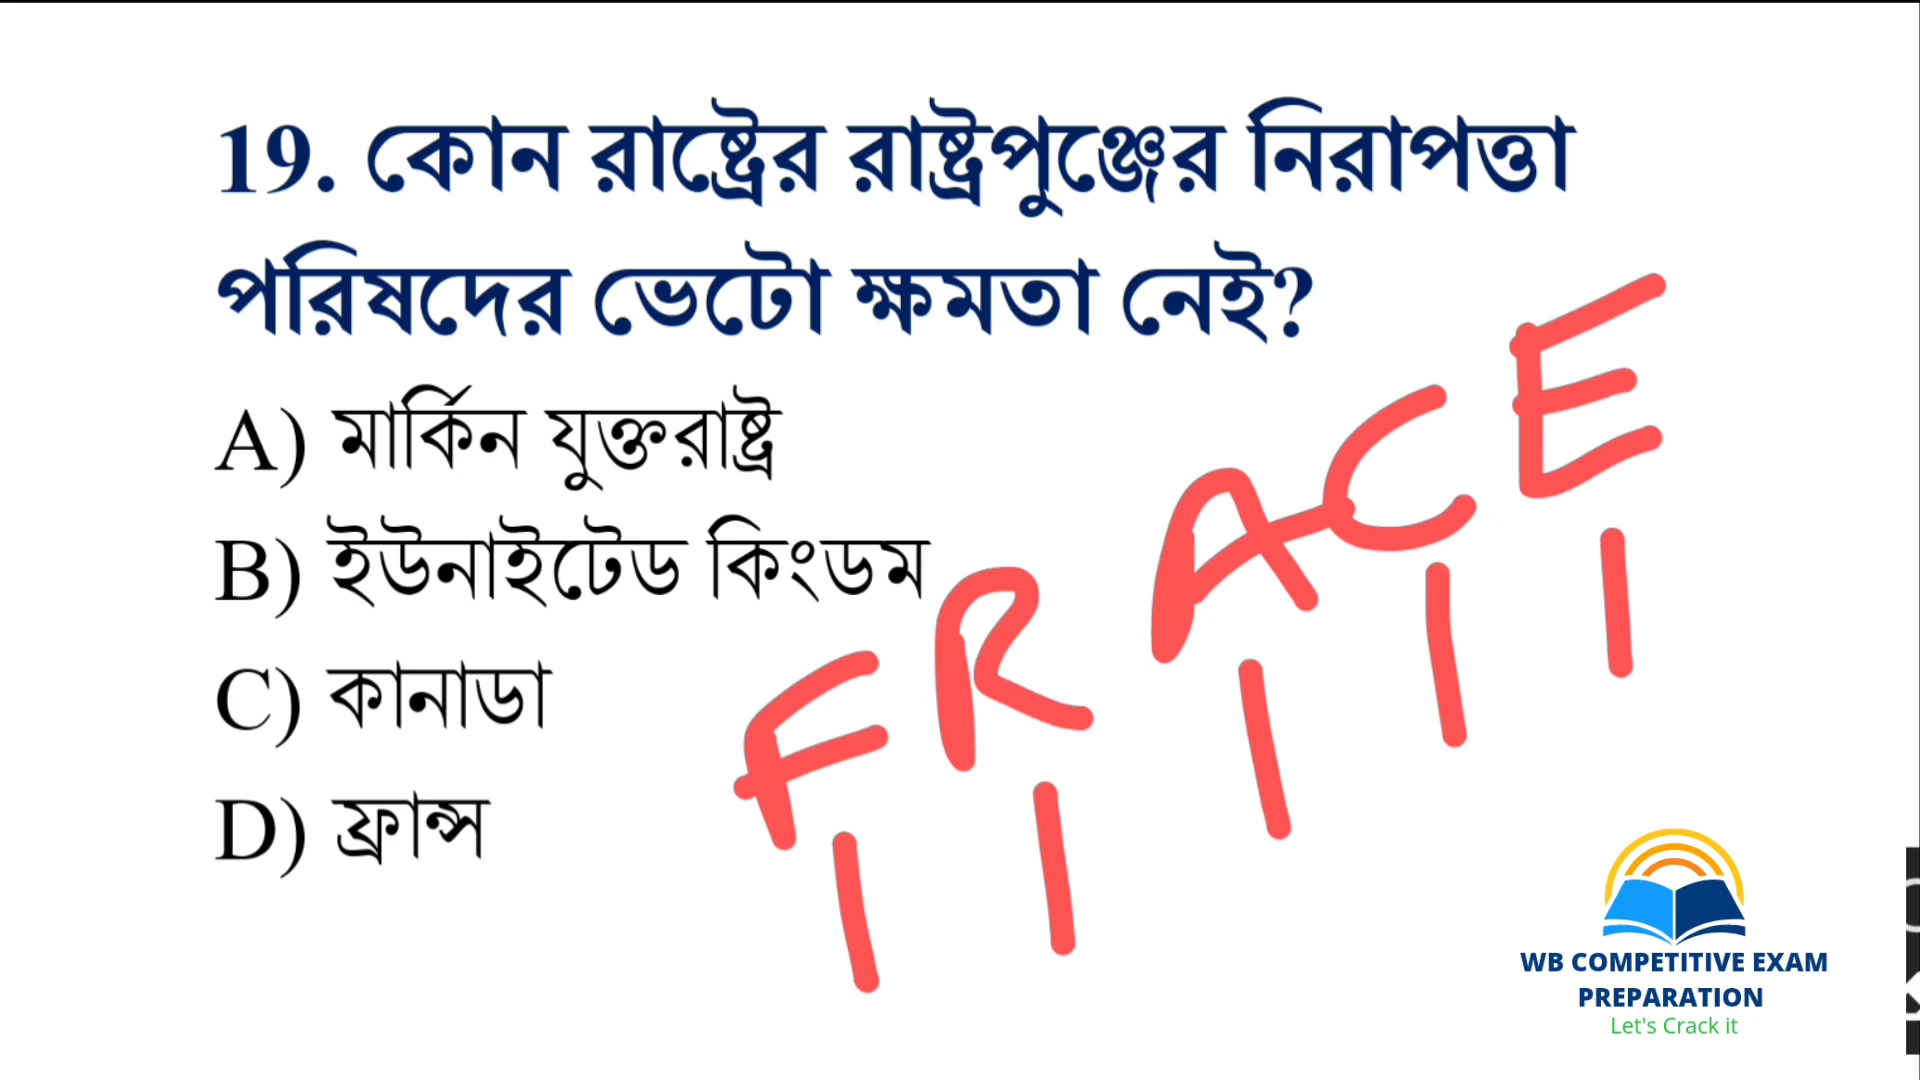 19. কোন রাষ্ট্রের রাষ্ট্রপুঞ্জের নিরাপত্তা
পরিষদের ভেটো ক্ষমতা নেই?
A) মার্কিন যুক্তরাষ্ট্র
B) ইউনাইটেড কিংডম
C) কানাডা
D) ফ্রান্স
FRACE
WB COMPETITIVE EXAM
PREPARATION
Let's Crack it